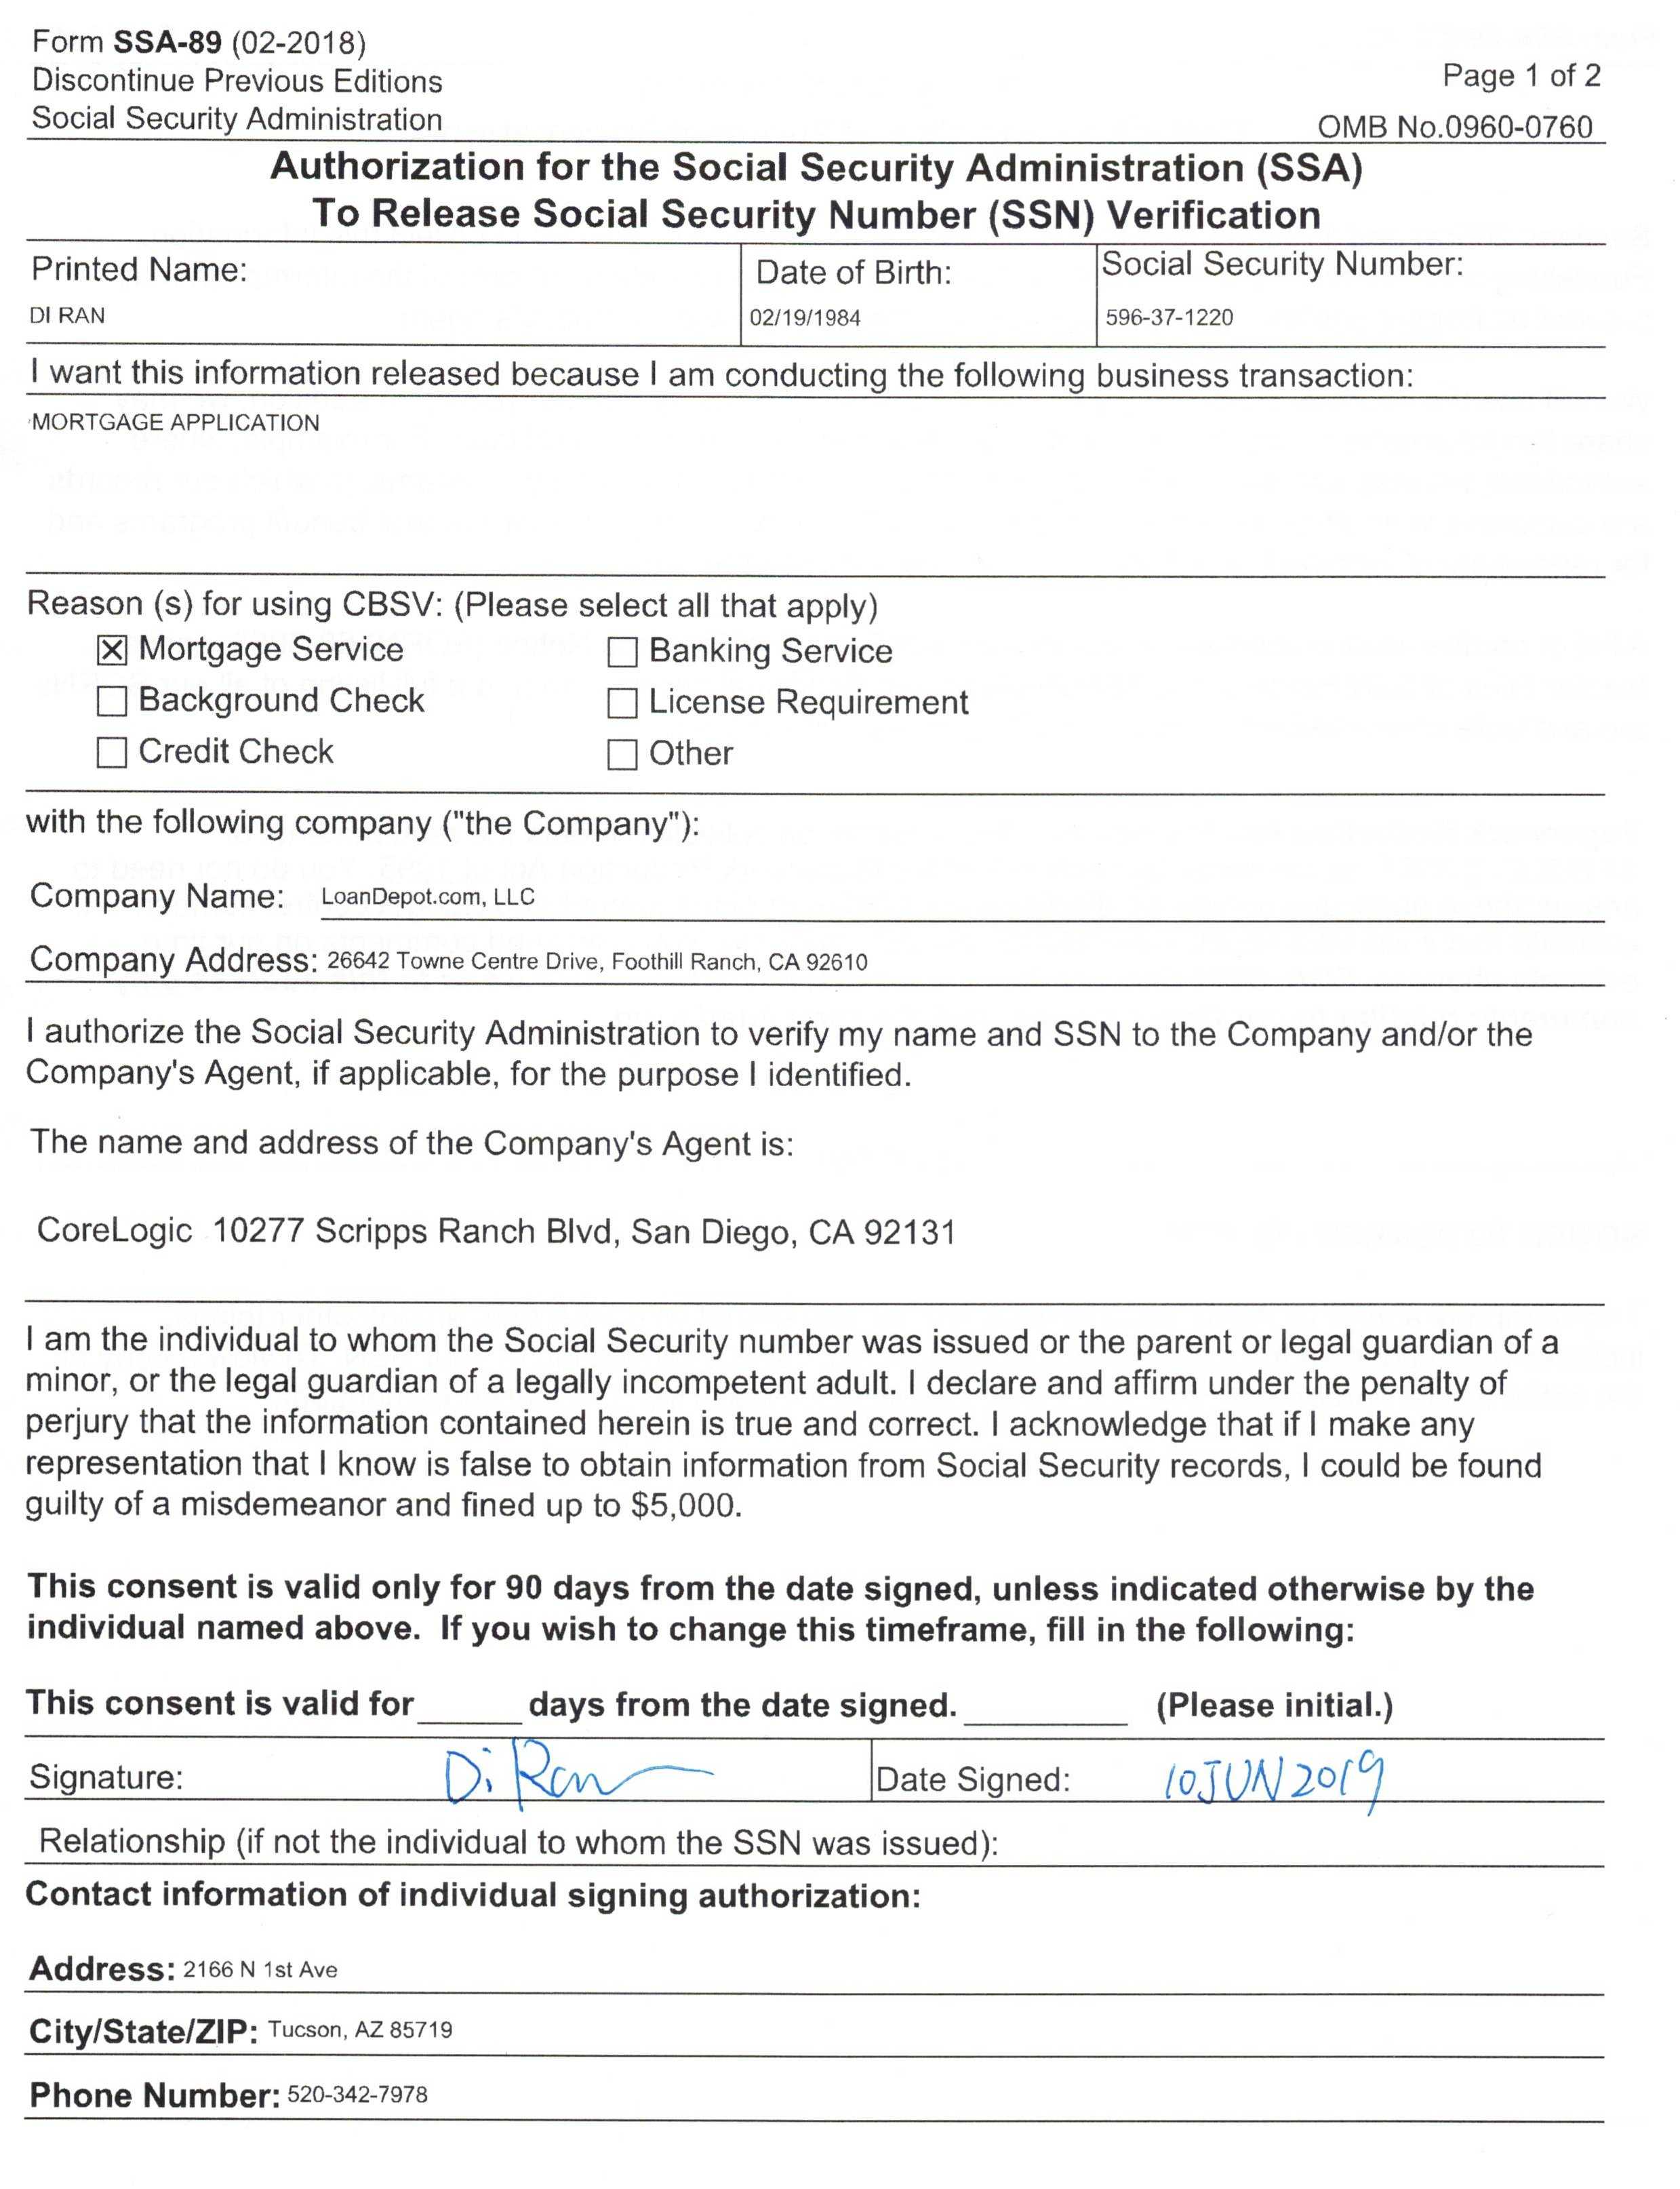 Form SSA-89 (02-2018)
Discontinue Previous Editions
Social Security Administration
Page 1 of 2
OMB No.0960-0760
Authorization for the Social Security Administration (SSA)
To Release Social Security Number (SSN) Verification
Printed Name:
DI RAN
Date of Birth:
02/19/1984
Social Security Number:
596-37-1220
I want this information released because I am conducting the following business transaction:
MORTGAGE APPLICATION
Reason (s) for using CBSV: (Please select all that apply)
☒ Mortgage Service
☐ Banking Service
☐ Background Check
☐ License Requirement
☐ Credit Check
☐ Other
with the following company ("the Company"):
Company Name: LoanDepot.com, LLC
Company Address: 26642 Towne Centre Drive, Foothill Ranch, CA 92610
I authorize the Social Security Administration to verify my name and SSN to the Company and/or the
Company's Agent, if applicable, for the purpose I identified.
The name and address of the Company's Agent is:
CoreLogic 10277 Scripps Ranch Blvd, San Diego, CA 92131
I am the individual to whom the Social Security number was issued or the parent or legal guardian of a
minor, or the legal guardian of a legally incompetent adult. I declare and affirm under the penalty of
perjury that the information contained herein is true and correct. I acknowledge that if I make any
representation that I know is false to obtain information from Social Security records, I could be found
guilty of a misdemeanor and fined up to $5,000.
This consent is valid only for 90 days from the date signed, unless indicated otherwise by the
individual named above. If you wish to change this timeframe, fill in the following:
This consent is valid for ______ days from the date signed. _________ (Please initial.)
Signature: Di Ran
Date Signed: 10JUN2019
Relationship (if not the individual to whom the SSN was issued):
Contact information of individual signing authorization:
Address: 2166 N 1st Ave
City/State/ZIP: Tucson, AZ 85719
Phone Number: 520-342-7978